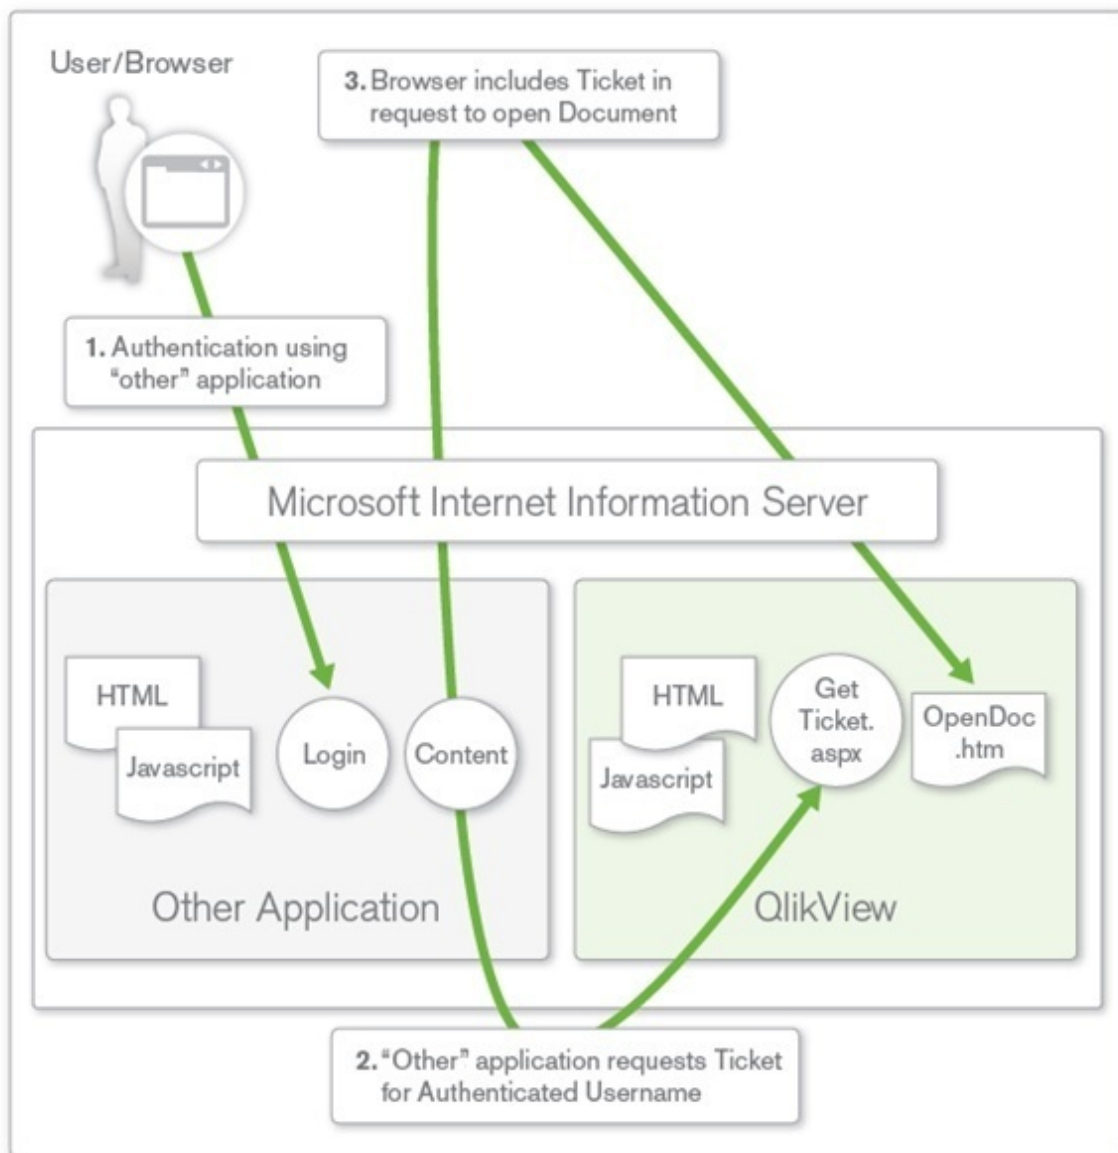 User/Browser
3. Browser includes Ticket in
request to open Document
1. Authentication using
“other” application
Microsoft Internet Information Server
HTML
Javascript
Login
Content
Other Application
HTML
Javascript
Get
Ticket.
aspx
OpenDoc
.htm
QlikView
2. “Other” application requests Ticket
for Authenticated Username